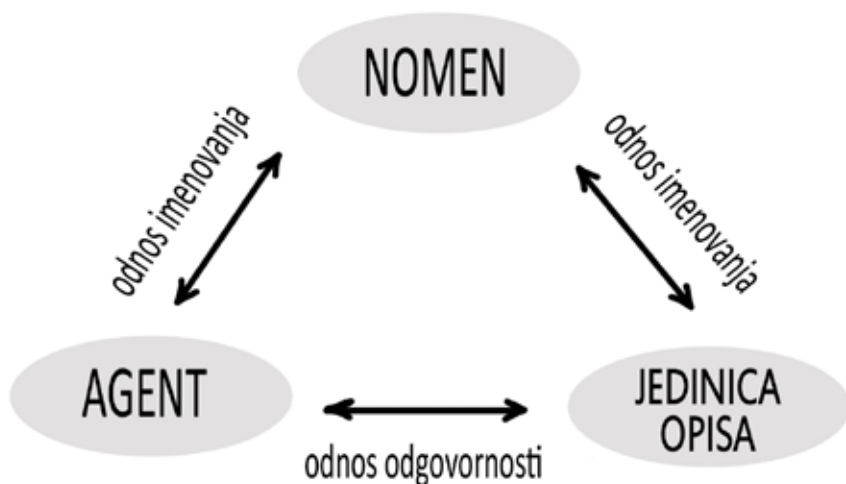 NOMEN
odnos imenovanja
odnos imenovanja
AGENT
JEDINICA
OPISA
odnos odgovornosti